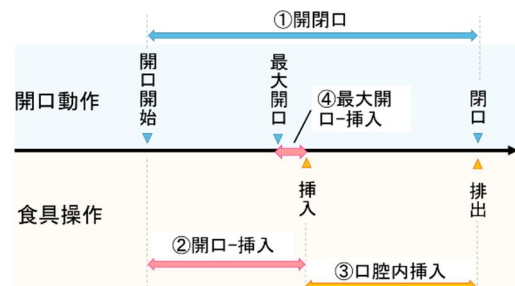 ①開閉口
開口開始
最大開口
開口動作
④最大開
口-挿入
閉口
挿入
排出
食具操作
②開口-挿入
③口腔内挿入